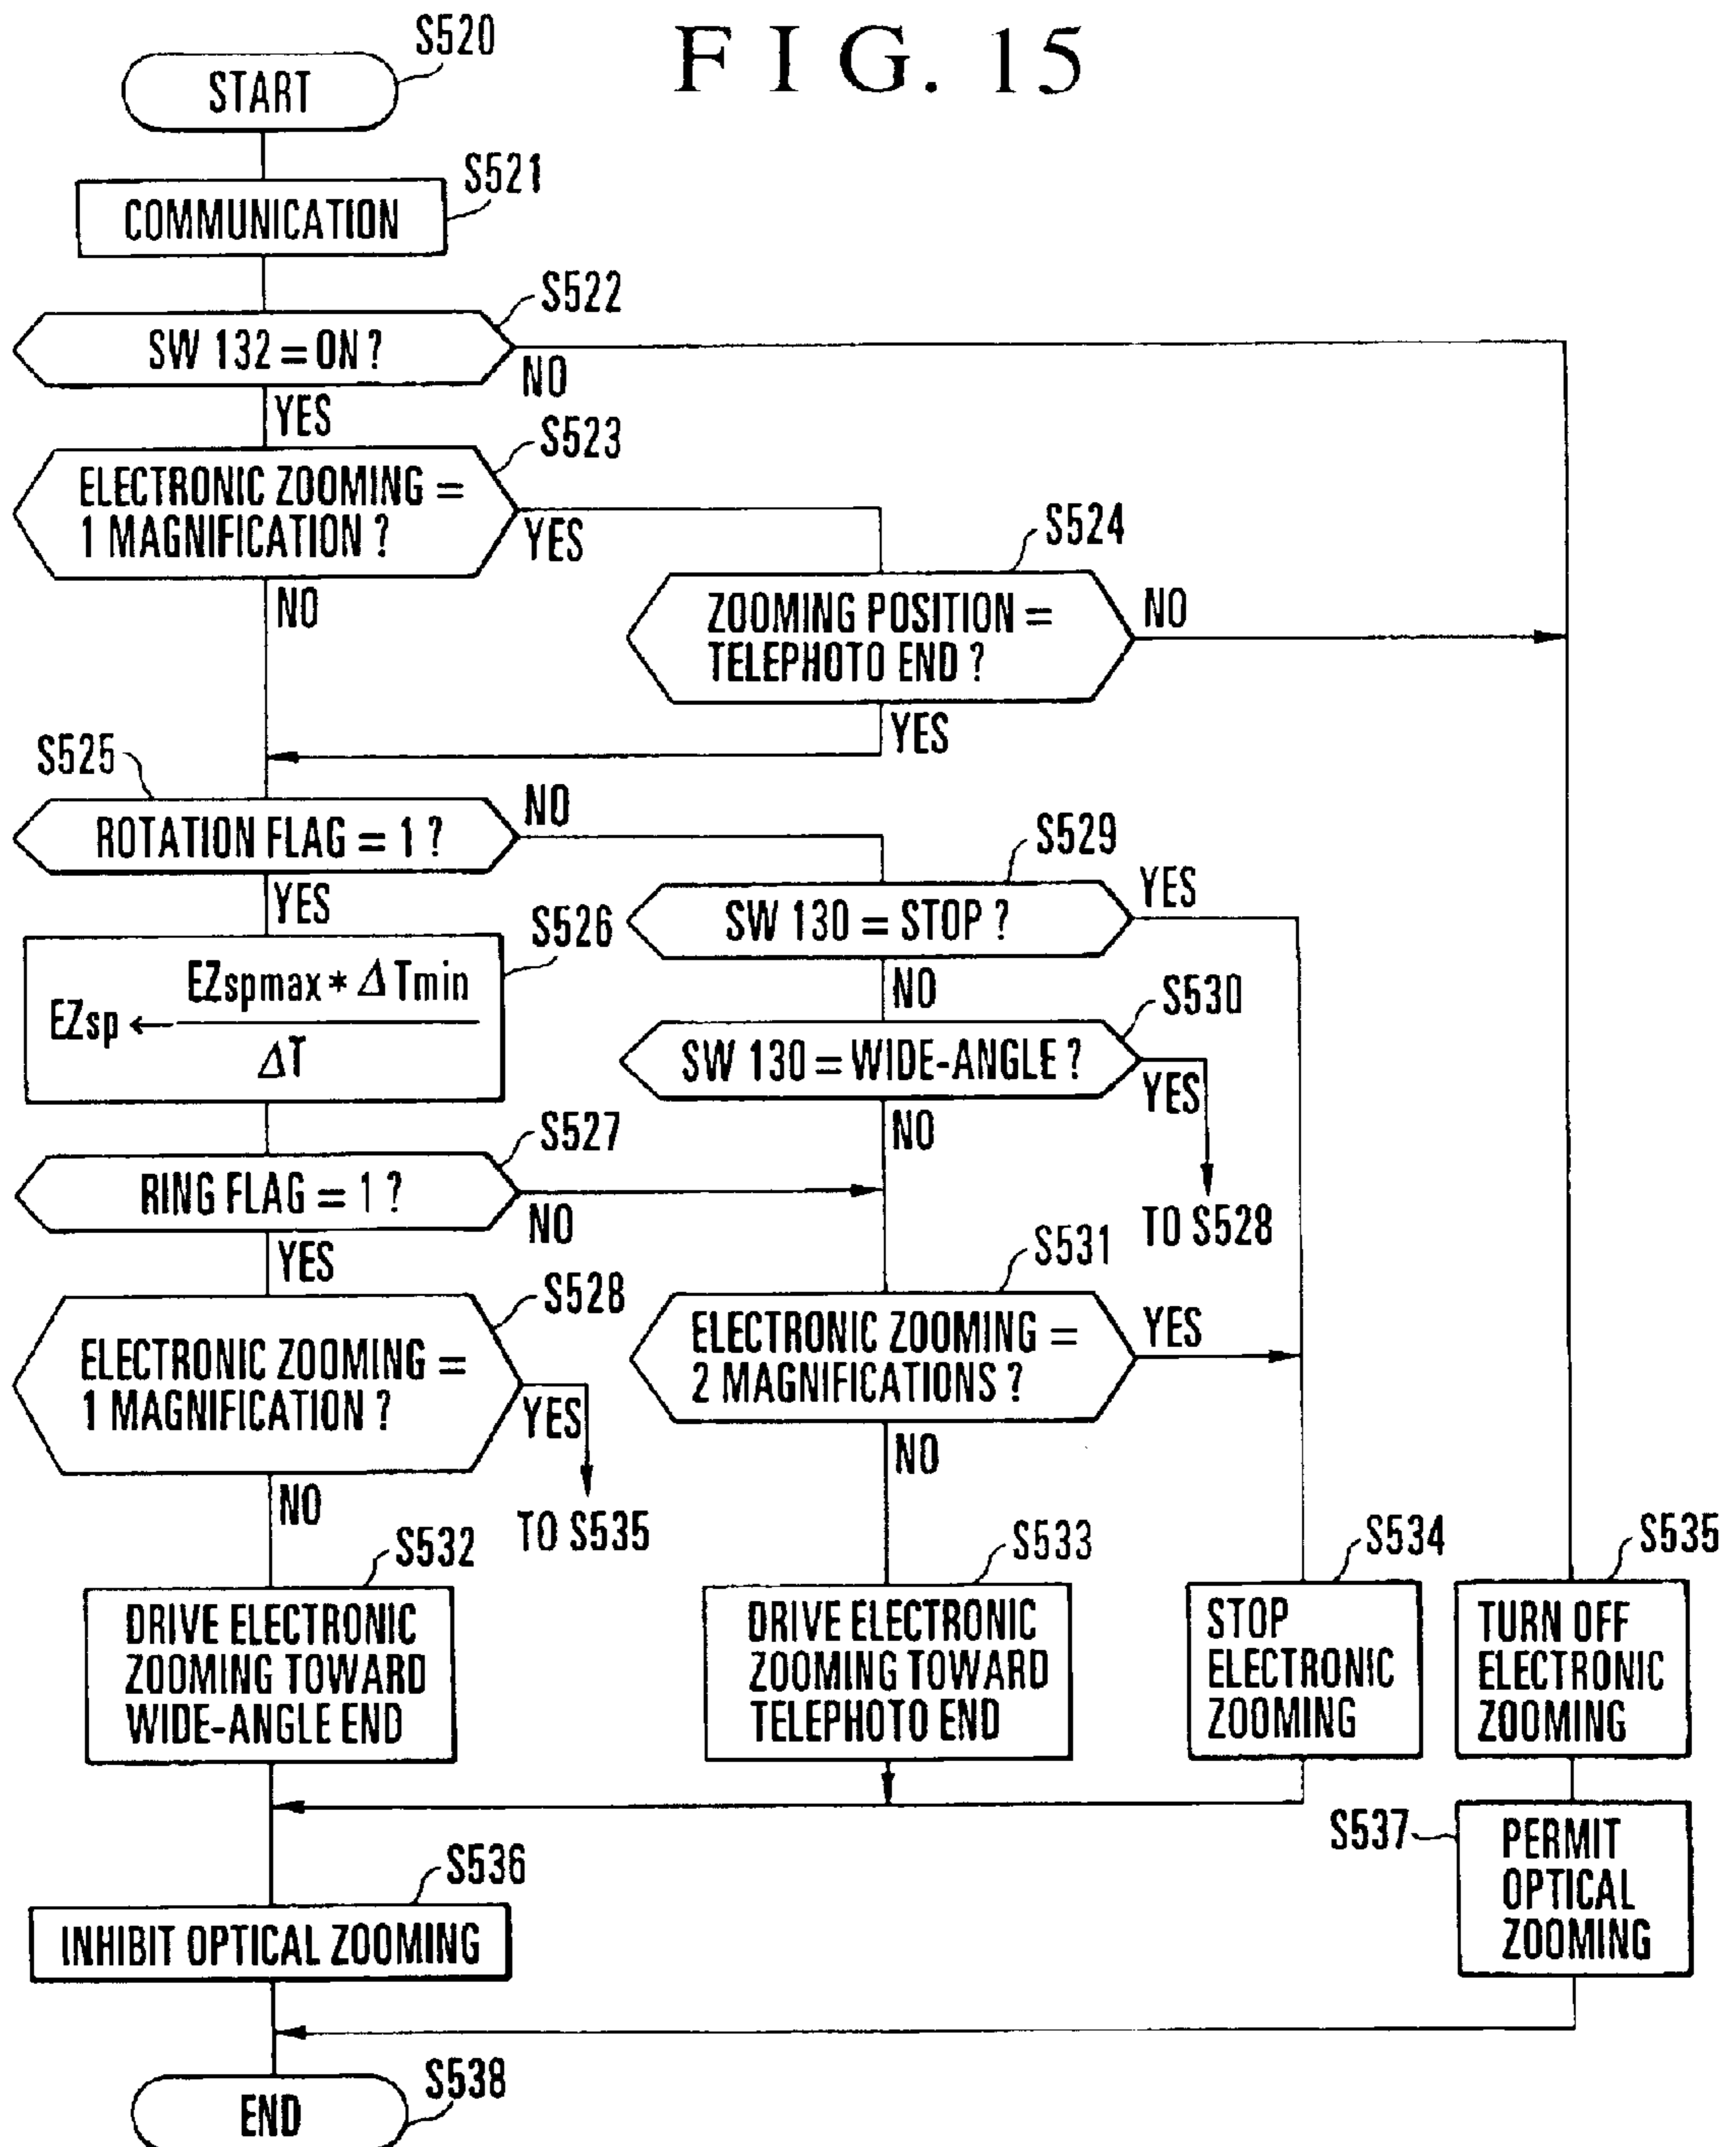 FIG. 15
S520
START
S521
COMMUNICATION
S522
SW 132 = ON ?
NO
YES
S523
ELECTRONIC ZOOMING =
1 MAGNIFICATION ?
YES
NO
S524
ZOOMING POSITION =
TELEPHOTO END ?
NO
YES
S525
ROTATION FLAG = 1 ?
NO
YES
S529
SW 130 = STOP ?
YES
NO
S526
EZsp ← EZspmax * ΔTmin
ΔT
S530
SW 130 = WIDE-ANGLE ?
YES
NO
TO S528
S527
RING FLAG = 1 ?
NO
YES
S531
ELECTRONIC ZOOMING =
2 MAGNIFICATIONS ?
YES
NO
S528
ELECTRONIC ZOOMING =
1 MAGNIFICATION ?
YES
NO
TO S535
S532
DRIVE ELECTRONIC
ZOOMING TOWARD
WIDE-ANGLE END
S533
DRIVE ELECTRONIC
ZOOMING TOWARD
TELEPHOTO END
S534
STOP
ELECTRONIC
ZOOMING
S535
TURN OFF
ELECTRONIC
ZOOMING
S537
PERMIT
OPTICAL
ZOOMING
S536
INHIBIT OPTICAL ZOOMING
S538
END